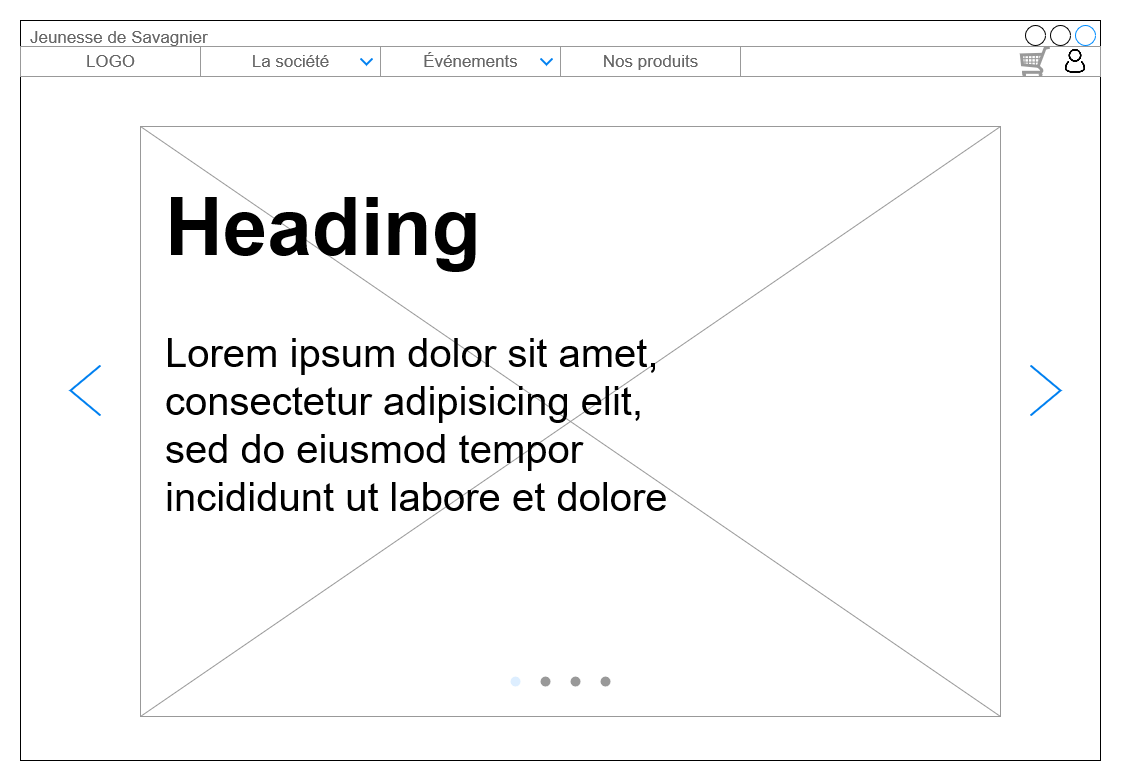 Jeunesse de Savagnier
LOGO La société Événements Nos produits
Heading
Lorem ipsum dolor sit amet,
consectetur adipisicing elit,
sed do eiusmod tempor
incididunt ut labore et dolore